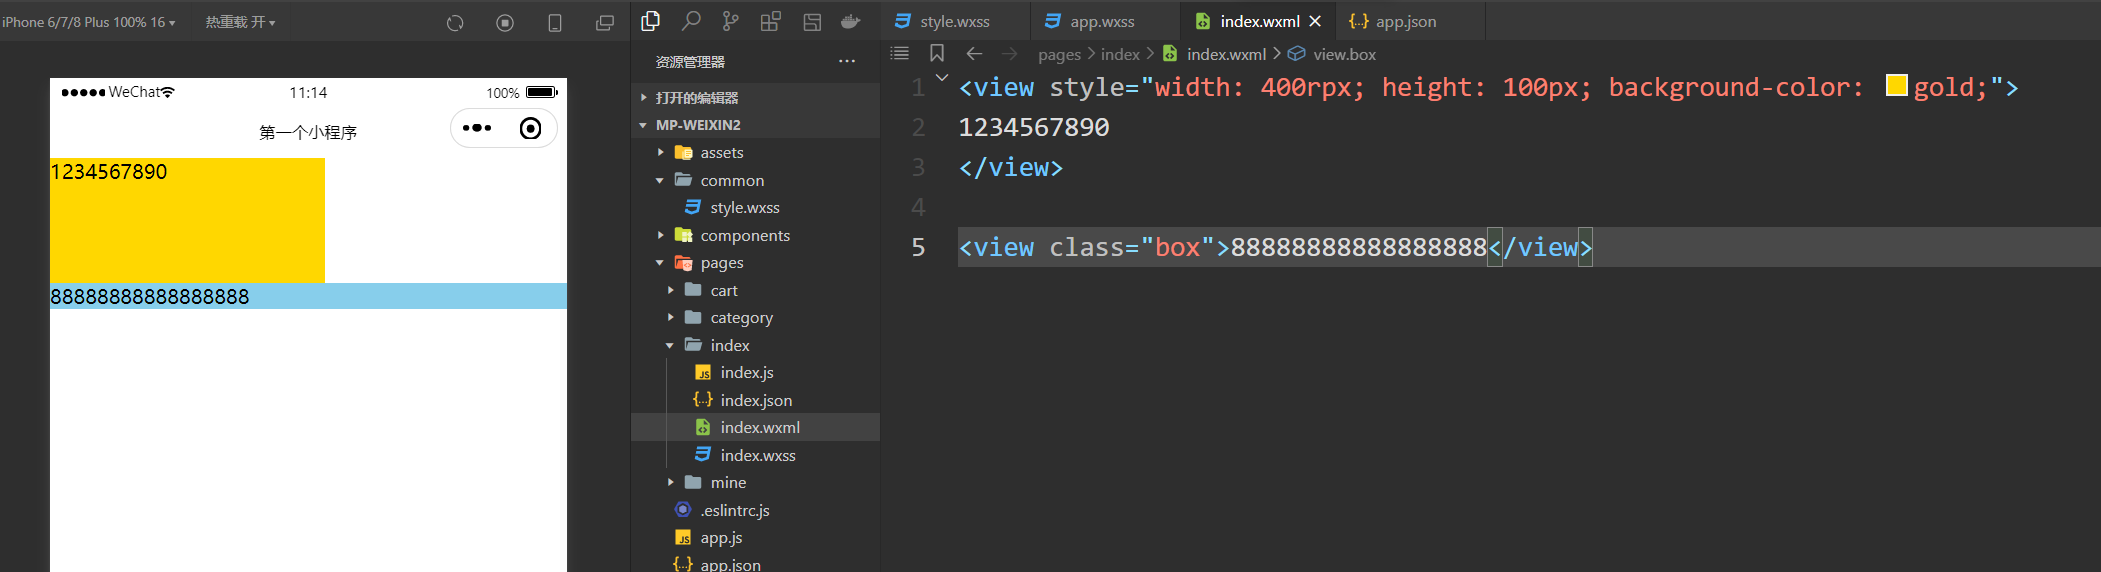 iPhone 6/7/8 Plus 100% 16
热重载 开
WeChat
11:14
100%
第一个小程序
1234567890
88888888888888888
资源管理器
打开的编辑器
MP-WEIXIN2
assets
common
style.wxss
components
pages
cart
category
index
index.js
index.json
index.wxml
index.wxss
mine
.eslintrc.js
app.js
app.json
style.wxss
app.wxss
index.wxml
app.json
pages > index > index.wxml > view.box
1 <view style="width: 400rpx; height: 100px; background-color: gold;">
2 1234567890
3 </view>
4
5 <view class="box">88888888888888888</view>